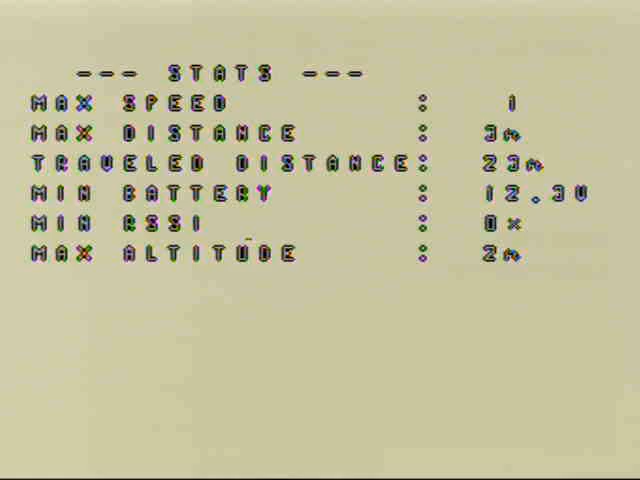 --- STATS ---
MAX SPEED : 1
MAX DISTANCE : 3m
TRAVELED DISTANCE: 23m
MIN BATTERY : 12.3V
MIN RSSI : 0%
MAX ALTITUDE : 2m